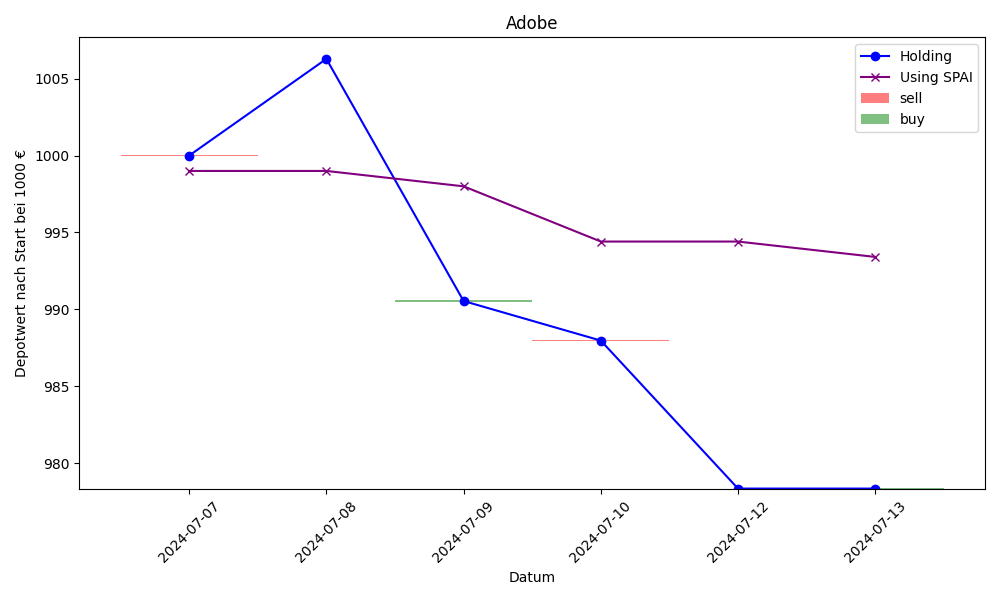 Adobe
Holding
Using SPAI
sell
buy
Depotwert nach Start bei 1000 €
1005
1000
995
990
985
980
2024-07-07
2024-07-08
2024-07-09
2024-07-10
2024-07-12
2024-07-13
Datum